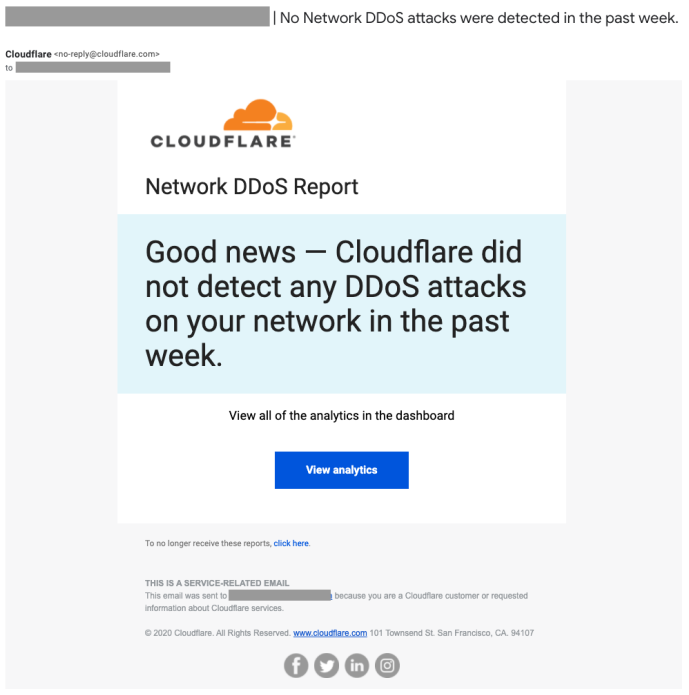 | No Network DDoS attacks were detected in the past week.
Cloudflare <no-reply@cloudflare.com>
to
CLOUDFLARE
Network DDoS Report
Good news — Cloudflare did
not detect any DDoS attacks
on your network in the past
week.
View all of the analytics in the dashboard
View analytics
To no longer receive these reports, click here.
THIS IS A SERVICE-RELATED EMAIL
This email was sent to because you are a Cloudflare customer or requested
information about Cloudflare services.
© 2020 Cloudflare. All Rights Reserved. www.cloudflare.com 101 Townsend St. San Francisco, CA. 94107